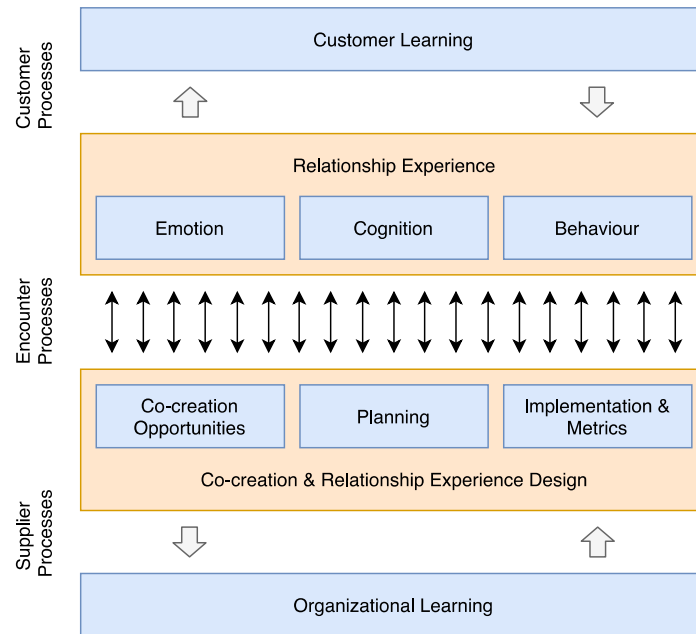 Customer Learning
Customer
Processes
Relationship Experience
Emotion
Cognition
Behaviour
Encounter
Processes
Co-creation
Opportunities
Planning
Implementation &
Metrics
Co-creation & Relationship Experience Design
Supplier
Processes
Organizational Learning